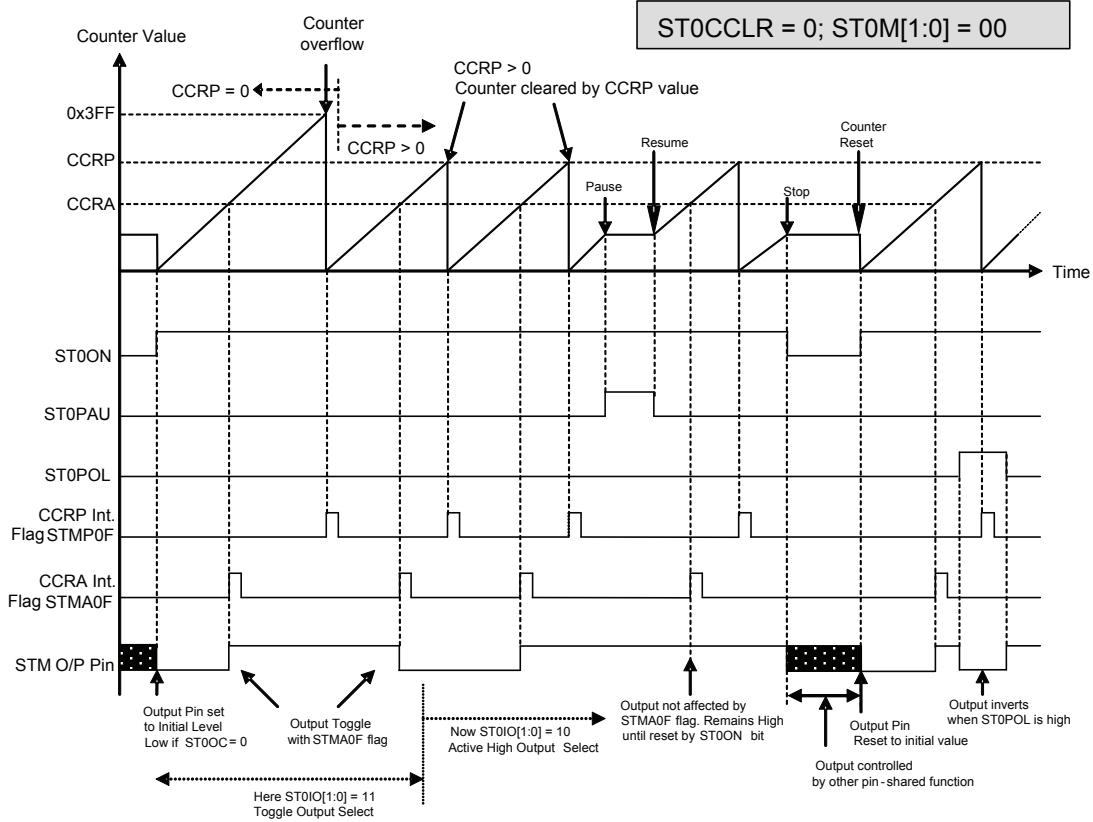 ST0CCLR = 0; ST0M[1:0] = 00
Counter Value
Counter
overflow
CCRP = 0
CCRP > 0
CCRP > 0
Counter cleared by CCRP value
0x3FF
CCRP
CCRA
Pause
Resume
Stop
Counter
Reset
Time
ST0ON
ST0PAU
ST0POL
CCRP Int.
Flag STMP0F
CCRA Int.
Flag STMA0F
STM O/P Pin
Output Pin set
to Initial Level
Low if ST0OC = 0
Output Toggle
with STMA0F flag
Now ST0IO[1:0] = 10
Active High Output Select
Output not affected by
STMA0F flag. Remains High
until reset by ST0ON bit
Output Pin
Reset to initial value
Output inverts
when ST0POL is high
Output controlled
by other pin-shared function
Here ST0IO[1:0] = 11
Toggle Output Select